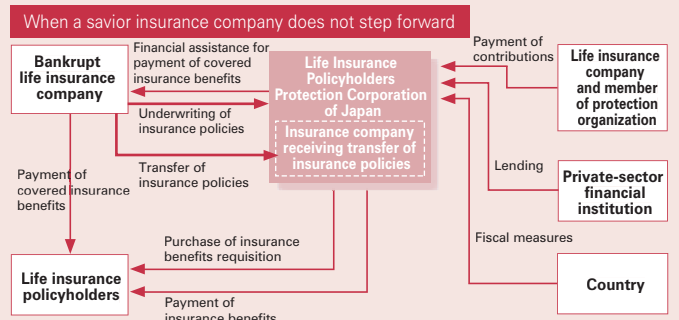 When a savior insurance company does not step forward
Bankrupt
life insurance
company
Financial assistance for
payment of covered
insurance benefits
Underwriting of
insurance policies
Transfer of
insurance policies
Payment of
covered insurance
benefits
Life Insurance
Policyholders
Protection Corporation
of Japan
Insurance company
receiving transfer of
insurance policies
Payment of
contributions
Life insurance
company
and member
of protection
organization
Lending
Private-sector
financial
institution
Fiscal measures
Country
Purchase of insurance
benefits requisition
Life insurance
policyholders
Payment of
insurance benefits